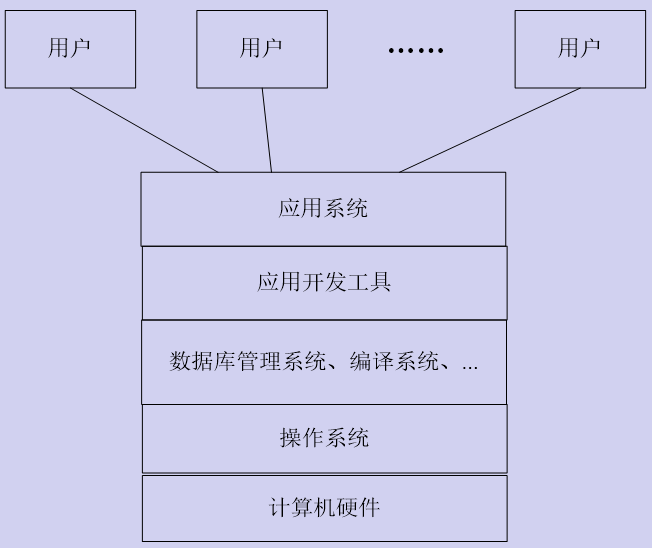 用户 用户 …… 用户
应用系统
应用开发工具
数据库管理系统、编译系统、...
操作系统
计算机硬件